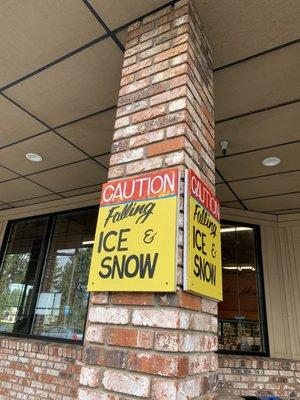 CAUTION
Falling
ICE &
SNOW
CAUTION
Falling
ICE &
SNOW